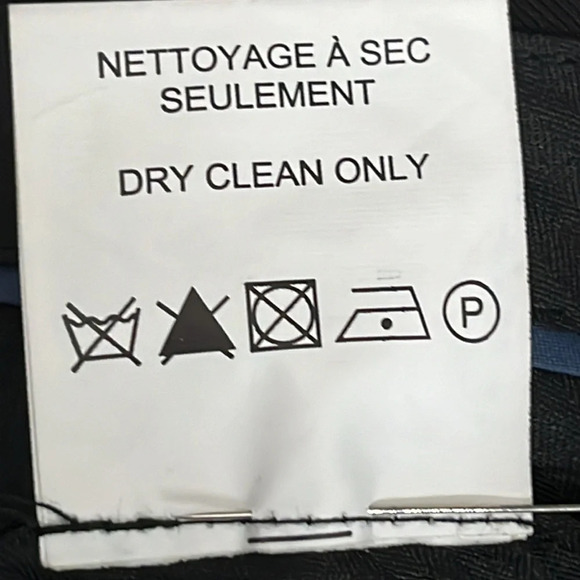 NETTOYAGE À SEC
SEULEMENT
DRY CLEAN ONLY
P